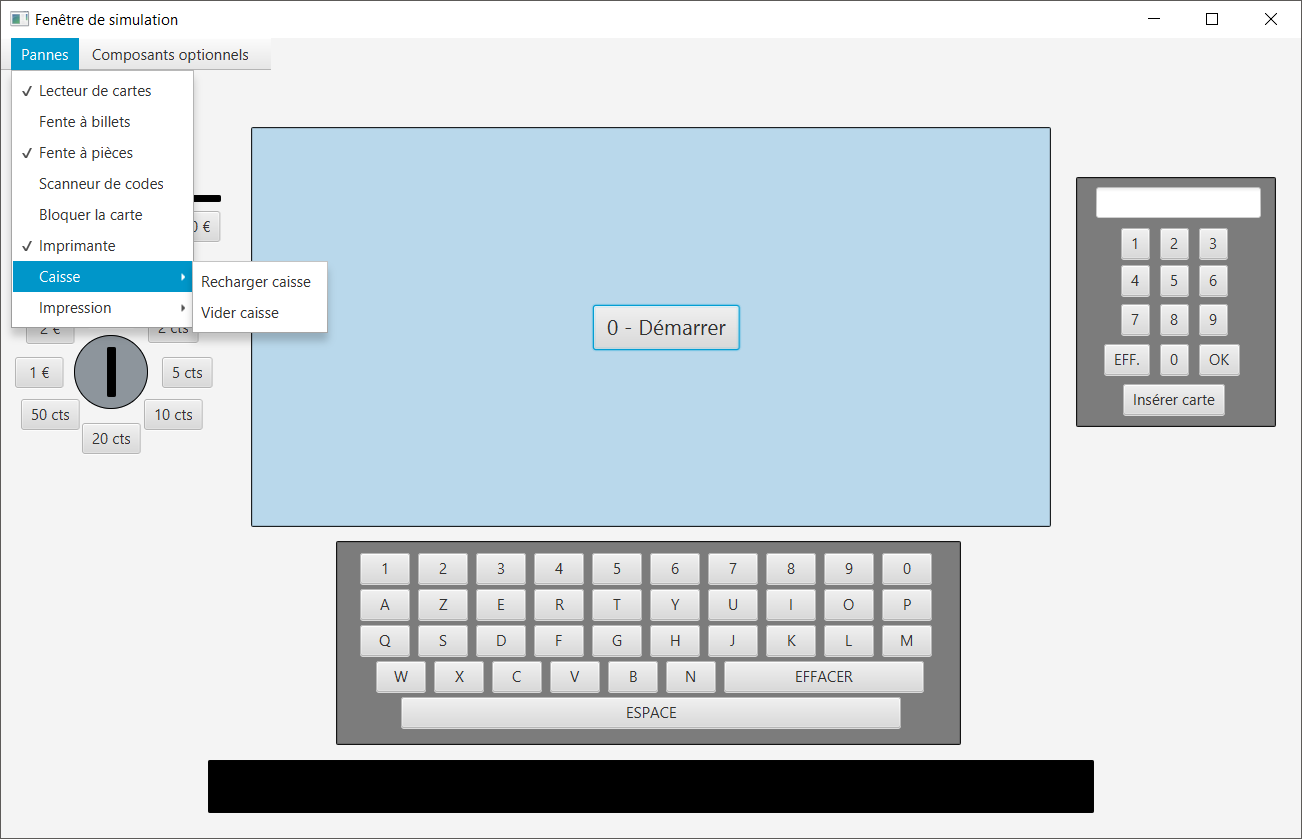 Fenêtre de simulation
Pannes Composants optionnels
Lecteur de cartes
Fente à billets
Fente à pièces
Scanneur de codes
Bloquer la carte
Imprimante
Caisse
Impression
Recharger caisse
Vider caisse
0 €
2 € 2 cts
1 € 5 cts
50 cts 10 cts
20 cts
0 - Démarrer
1 2 3
4 5 6
7 8 9
EFF. 0 OK
Insérer carte
1 2 3 4 5 6 7 8 9 0
A Z E R T Y U I O P
Q S D F G H J K L M
W X C V B N EFFACER
ESPACE